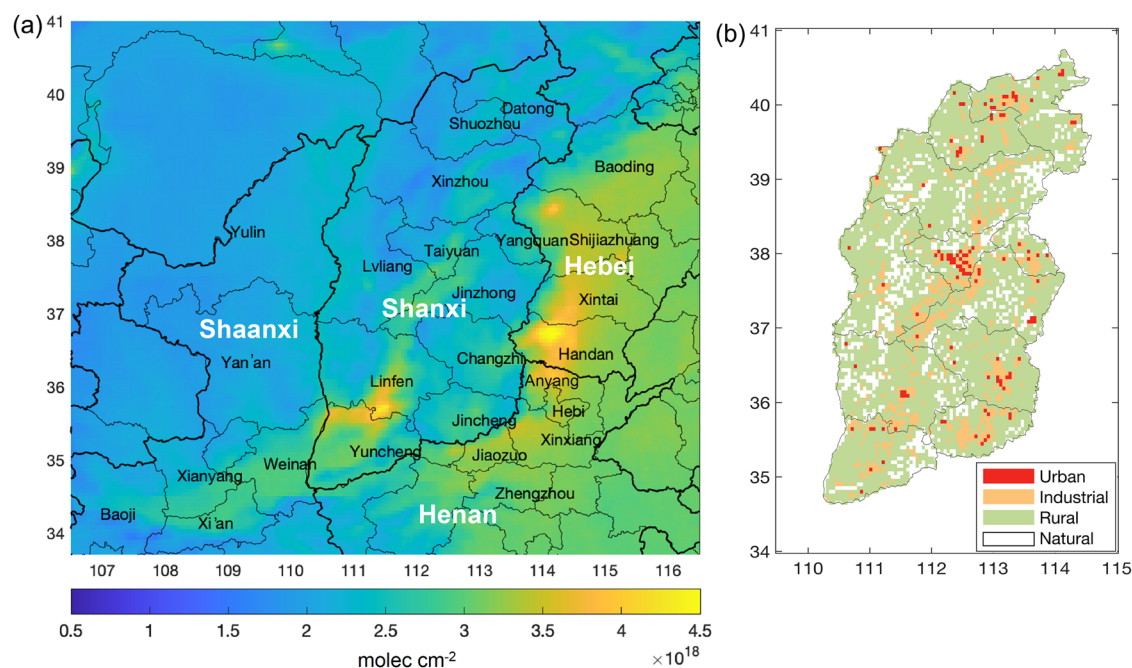 (a)
41
40
39
38
37
36
35
34
Datong
Shuozhou
Baoding
Xinzhou
Yulin
Taiyuan
Yangquan
Shijiazhuang
Lvliang
Hebei
Jinzhong
Shanxi
Xintai
Shaanxi
Yan'an
Changzhi
Handan
Linfen
Anyang
Jincheng
Hebi
Xinxiang
Yuncheng
Jiaozuo
Weinan
Xianyang
Zhengzhou
Baoji
Xi'an
Henan
107 108 109 110 111 112 113 114 115 116
0.5 1 1.5 2 2.5 3 3.5 4 4.5
molec cm⁻²
×10¹⁸
(b)
41
40
39
38
37
36
35
34
Urban
Industrial
Rural
Natural
110 111 112 113 114 115